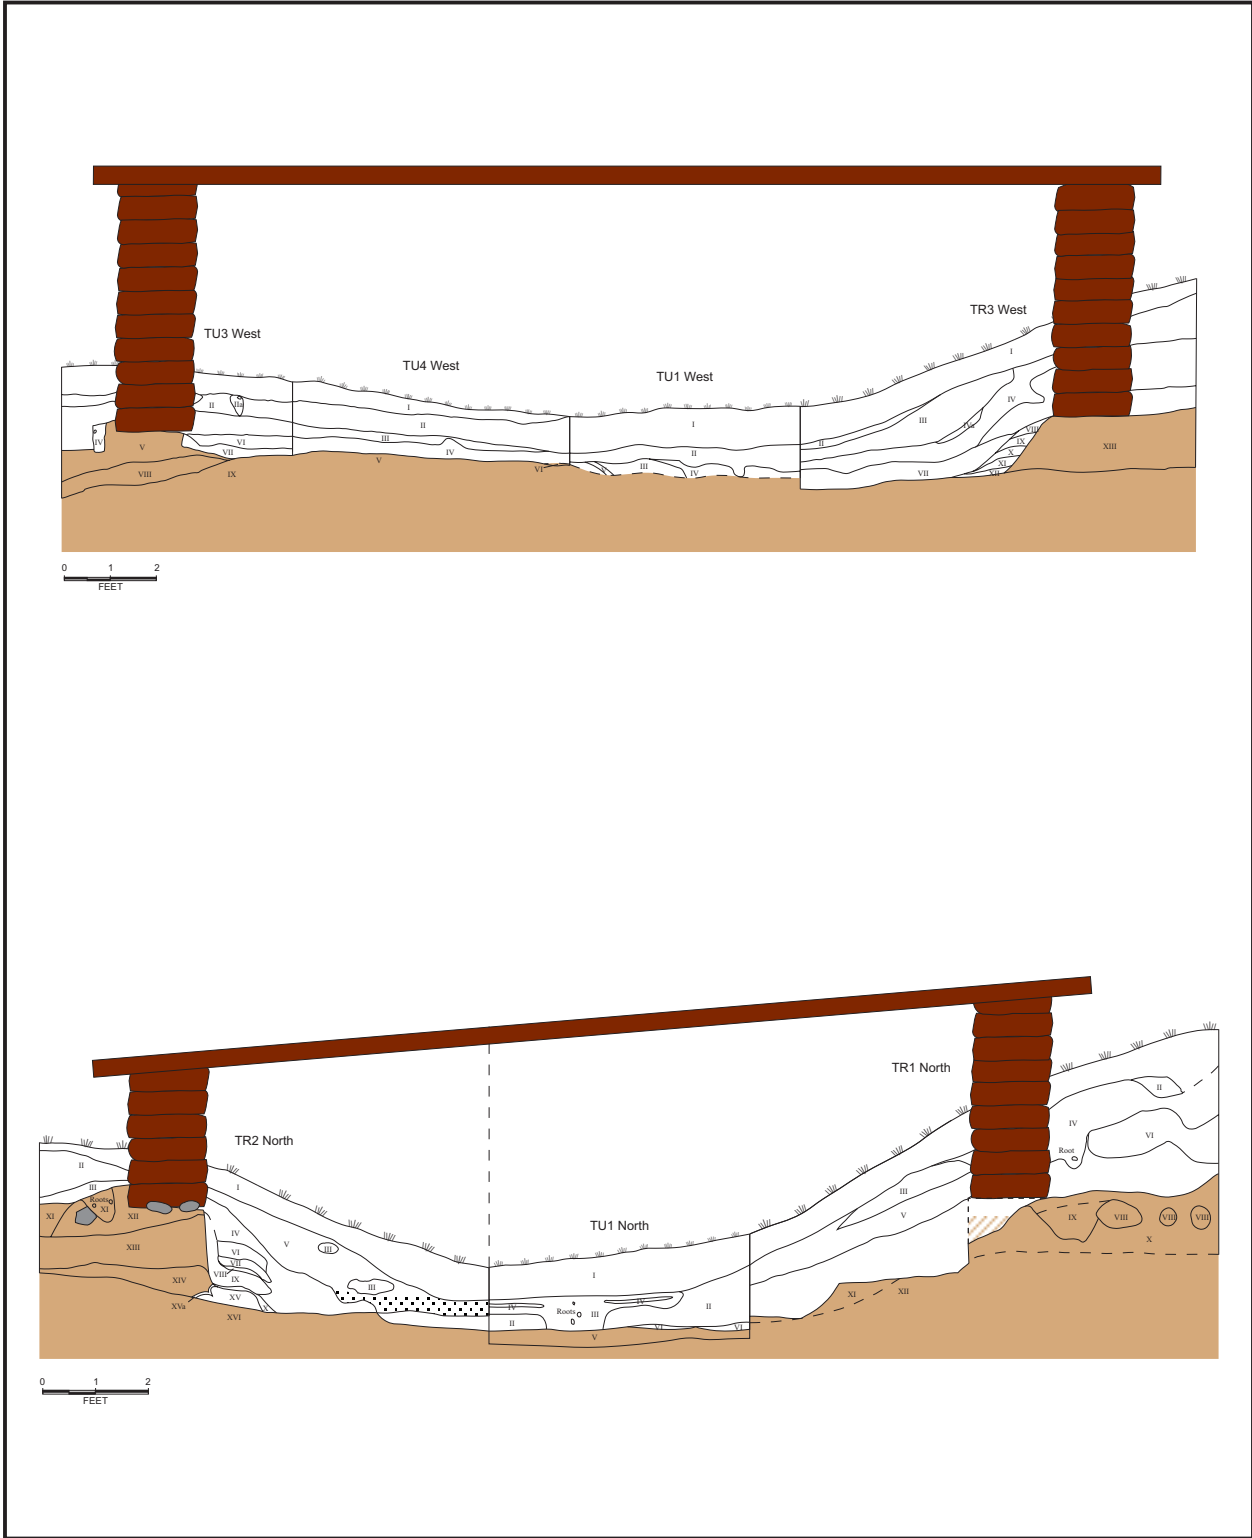 TR3 West
TU3 West
I
TU4 West
TU1 West
IV
II
IIa
I
III
IVa
I
II
II
VIII
III
VI
IX
IV
V
XIII
VII
IV
II
X
XI
VIII
IX
V
VI
V
III
IV
VII
XII
0 1 2
FEET
TR1 North
II
IV
VI
Root
TR2 North
II
I
III
III
Roots
XI
XI
XII
V
IX
VIII
VIII
VIII
TU1 North
IV
V
X
III
XIII
VI
VII
VIII
IX
XIV
I
III
XI
XII
XV
XVa
X
XVI
IV
IV
II
Roots
III
II
VI
VI
V
0 1 2
FEET